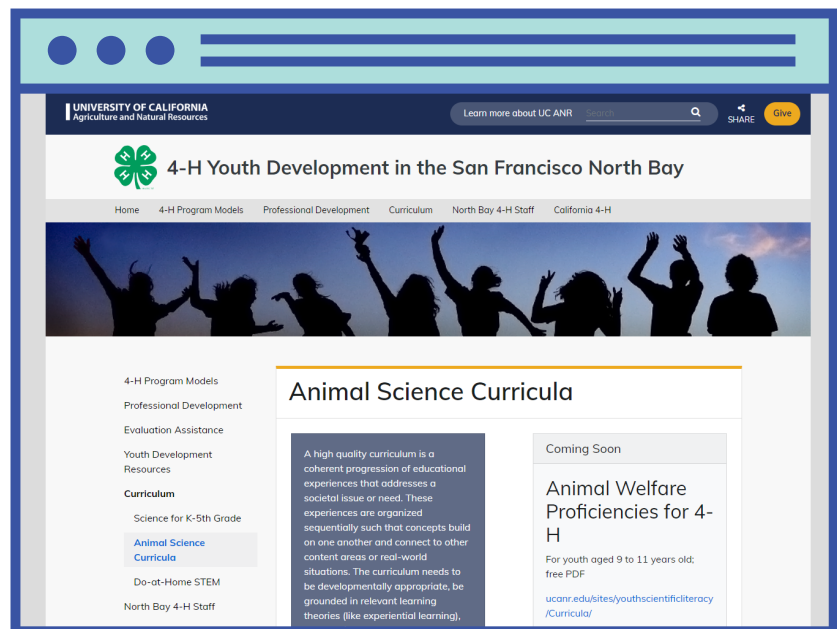 UNIVERSITY OF CALIFORNIA
Agriculture and Natural Resources
Learn more about UC ANR
Search
SHARE
Give
4-H Youth Development in the San Francisco North Bay
Home
4-H Program Models
Professional Development
Curriculum
North Bay 4-H Staff
California 4-H
4-H Program Models
Professional Development
Evaluation Assistance
Youth Development
Resources
Curriculum
Science for K-5th Grade
Animal Science
Curricula
Do-at-Home STEM
North Bay 4-H Staff
Animal Science Curricula
A high quality curriculum is a
coherent progression of educational
experiences that addresses a
societal issue or need. These
experiences are organized
sequentially such that concepts build
on one another and connect to other
content areas or real-world
situations. The curriculum needs to
be developmentally appropriate, be
grounded in relevant learning
theories (like experiential learning),
Coming Soon
Animal Welfare
Proficiencies for 4-
H
For youth aged 9 to 11 years old;
free PDF
ucanr.edu/sites/youthscientificliteracy
/Curricula/